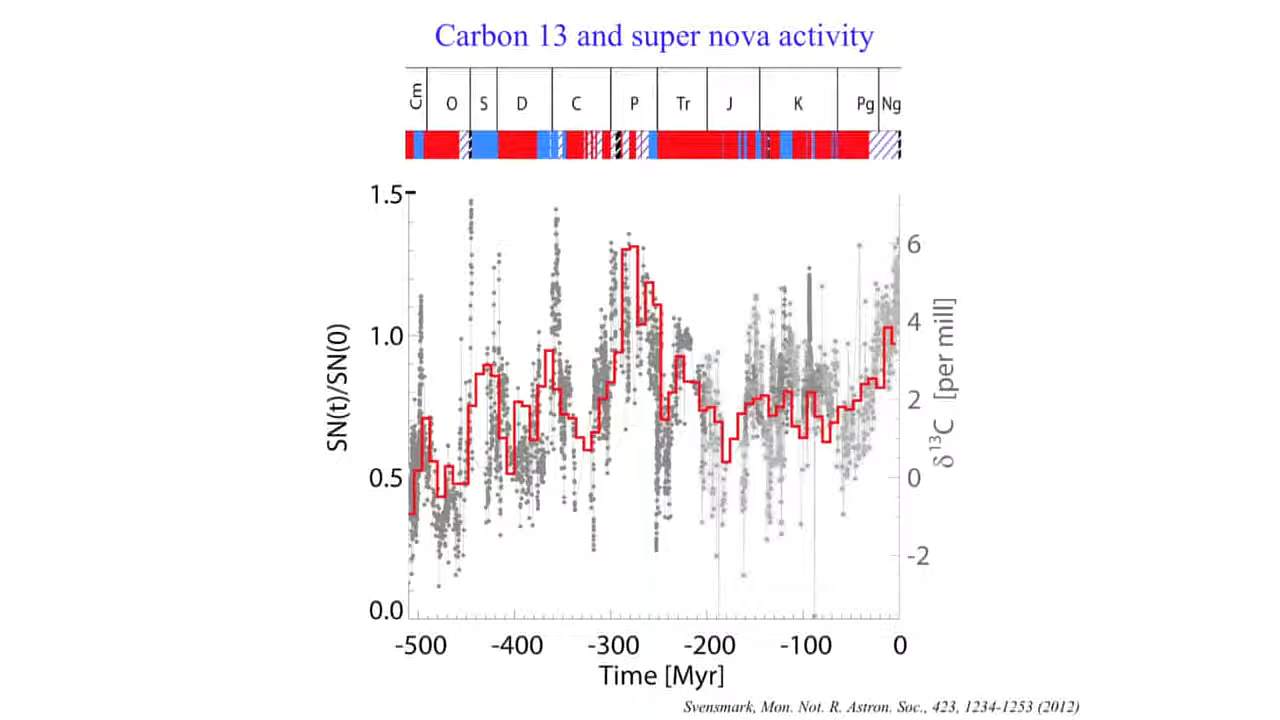 Carbon 13 and super nova activity
Cm O S D C P Tr J K Pg Ng
1.5
1.0
0.5
0.0
SN(t)/SN(0)
6
4
2
0
-2
δ¹³C [per mill]
-500 -400 -300 -200 -100 0
Time [Myr]
Svensmark, Mon. Not. R. Astron. Soc., 423, 1234-1253 (2012)